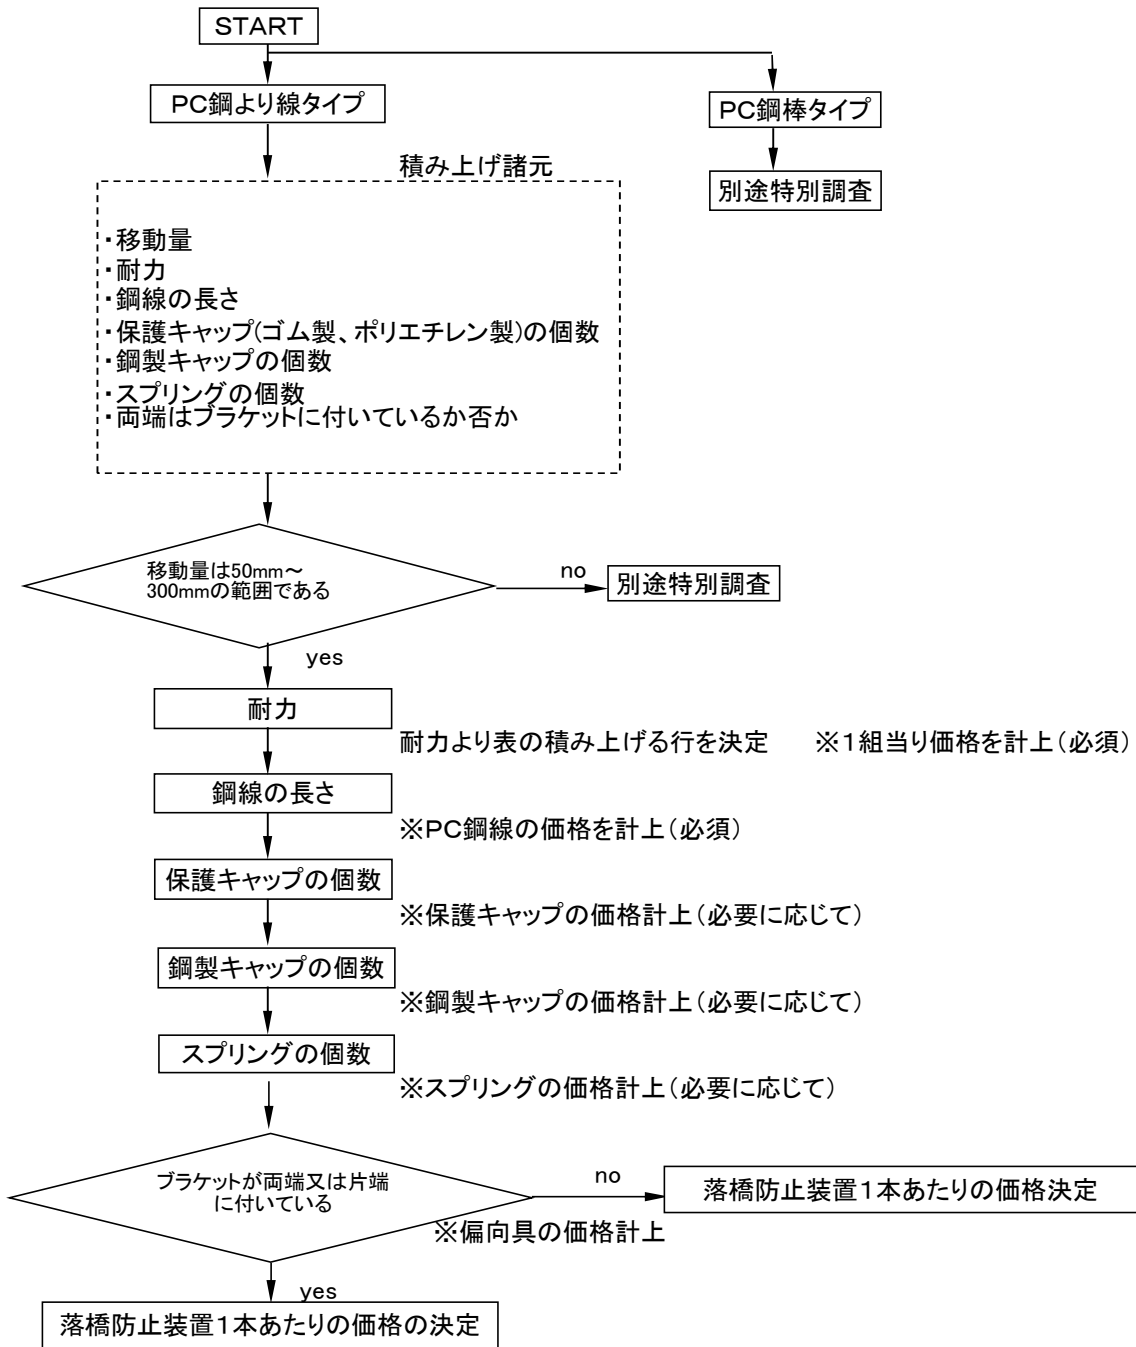 START
PC鋼より線タイプ
PC鋼棒タイプ
積み上げ諸元
別途特別調査
・移動量
・耐力
・鋼線の長さ
・保護キャップ(ゴム製、ポリエチレン製)の個数
・鋼製キャップの個数
・スプリングの個数
・両端はブラケットに付いているか否か
移動量は50mm～
300mmの範囲である
no
別途特別調査
yes
耐力
耐力より表の積み上げる行を決定　※1組当り価格を計上(必須)
鋼線の長さ
※PC鋼線の価格を計上(必須)
保護キャップの個数
※保護キャップの価格計上(必要に応じて)
鋼製キャップの個数
※鋼製キャップの価格計上(必要に応じて)
スプリングの個数
※スプリングの価格計上(必要に応じて)
ブラケットが両端又は片端
に付いている
no
落橋防止装置1本あたりの価格決定
※偏向具の価格計上
yes
落橋防止装置1本あたりの価格の決定